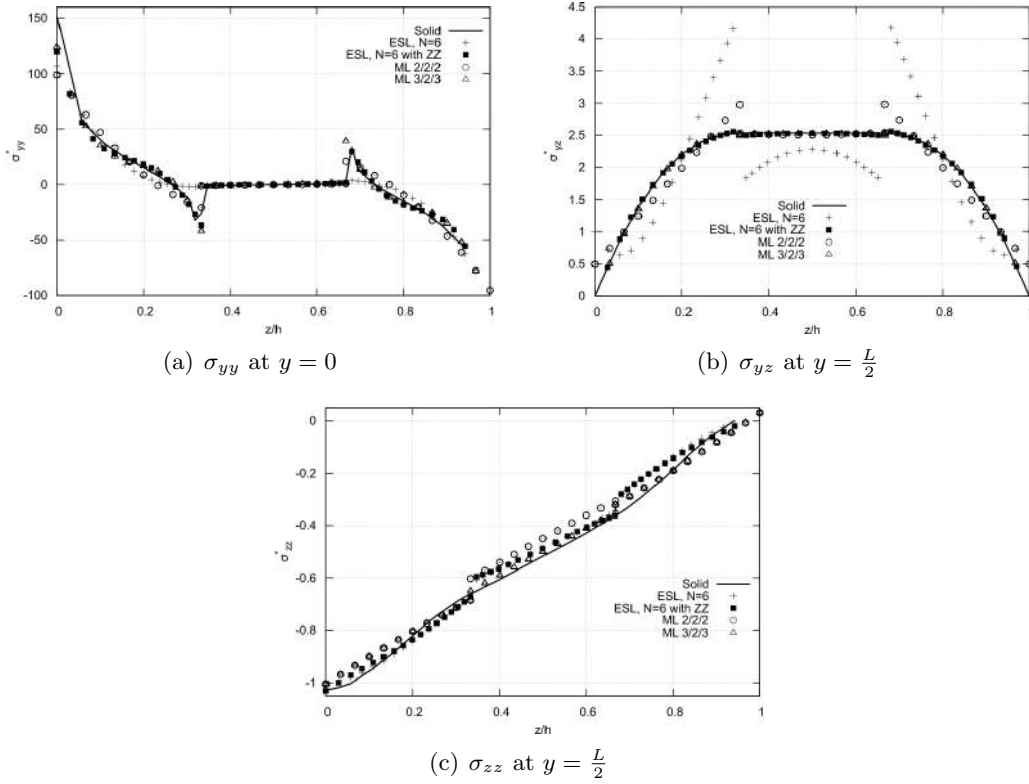 Solid
ESL, N=6
ESL, N=6 with ZZ
ML 2/2/2
ML 3/2/3
150
100
50
0
-50
-100
σ*yy
0 0.2 0.4 0.6 0.8 1
z/h
(a) σyy at y = 0
Solid
ESL, N=6
ESL, N=6 with ZZ
ML 2/2/2
ML 3/2/3
4.5
4
3.5
3
2.5
2
1.5
1
0.5
0
σ*yz
0 0.2 0.4 0.6 0.8 1
z/h
(b) σyz at y = L/2
Solid
ESL, N=6
ESL, N=6 with ZZ
ML 2/2/2
ML 3/2/3
0
-0.2
-0.4
-0.6
-0.8
-1
σ*zz
0 0.2 0.4 0.6 0.8 1
z/h
(c) σzz at y = L/2